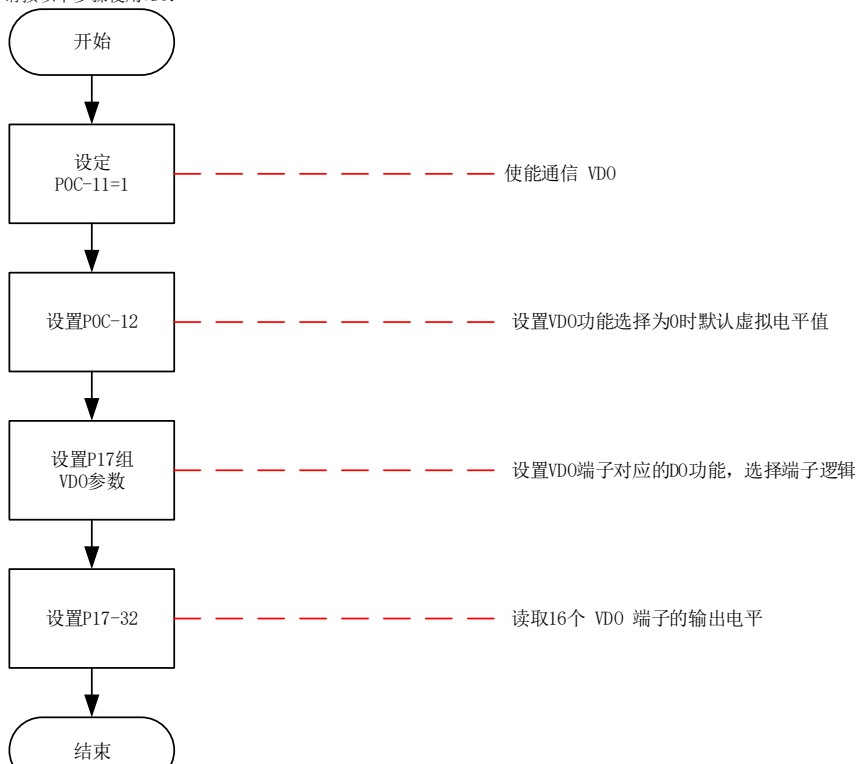 开始
设定
P0C-11=1
使能通信 VDO
设置P0C-12
设置VDO功能选择为0时默认虚拟电平值
设置P17组
VDO参数
设置VDO端子对应的DO功能，选择端子逻辑
设置P17-32
读取16个 VDO 端子的输出电平
结束